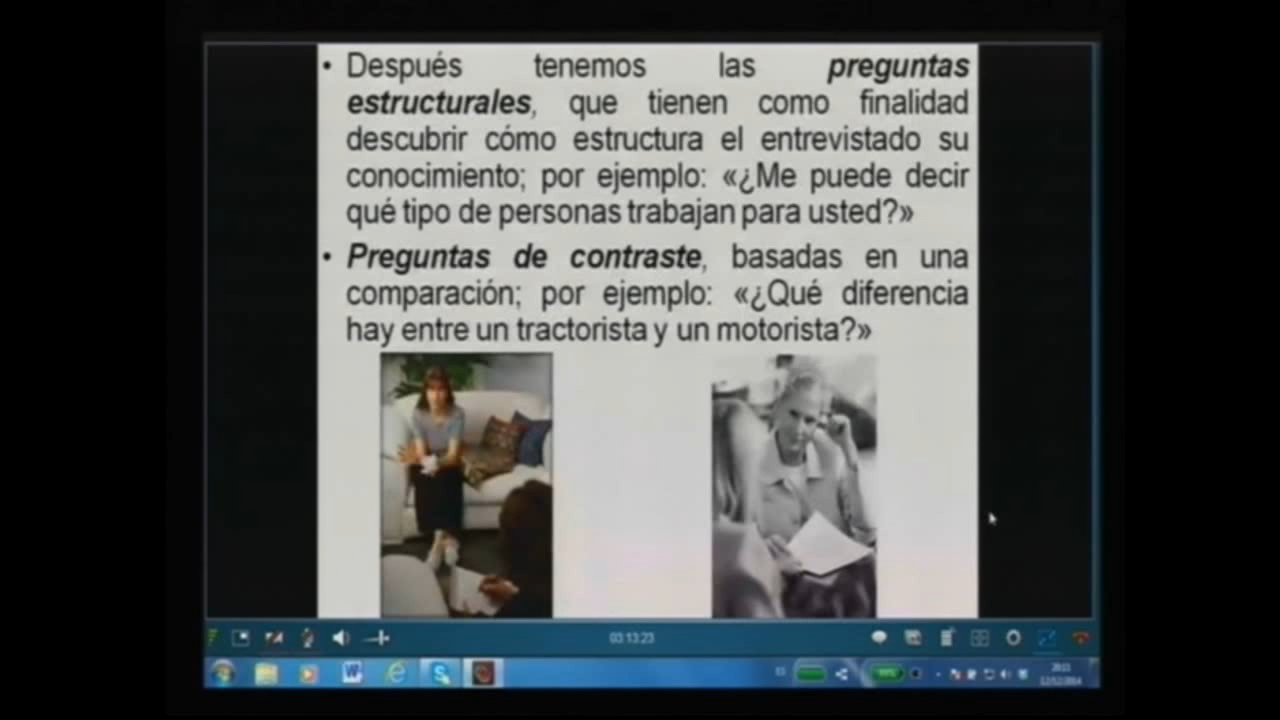 • Después tenemos las preguntas
estructurales, que tienen como finalidad
descubrir cómo estructura el entrevistado su
conocimiento; por ejemplo: «¿Me puede decir
qué tipo de personas trabajan para usted?»
• Preguntas de contraste, basadas en una
comparación; por ejemplo: «¿Qué diferencia
hay entre un tractorista y un motorista?»
03:13:23
ES